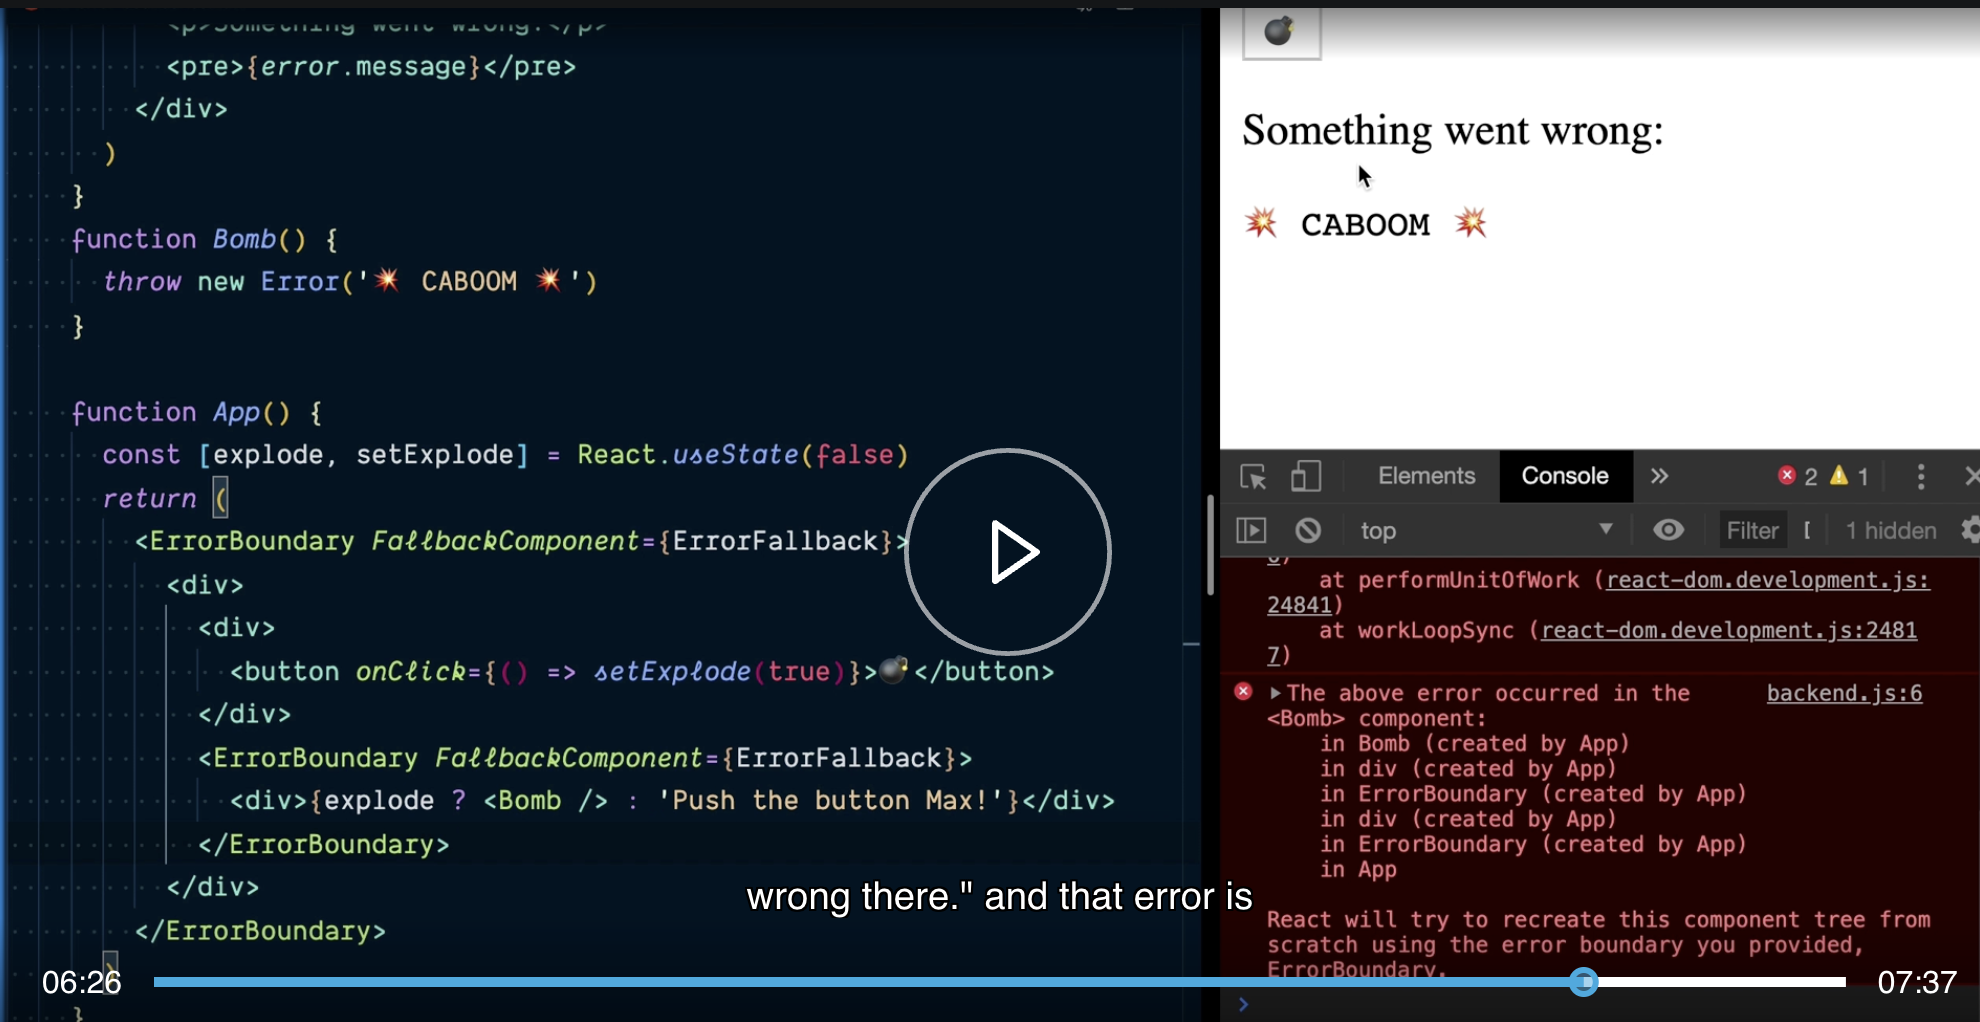 <p>Something went wrong:</p>
<pre>{error.message}</pre>
</div>
)
}
function Bomb() {
throw new Error('💥 CABOOM 💥')
}
function App() {
const [explode, setExplode] = React.useState(false)
return (
<ErrorBoundary FallbackComponent={ErrorFallback}>
<div>
<div>
<button onClick={() => setExplode(true)}>💣</button>
</div>
<ErrorBoundary FallbackComponent={ErrorFallback}>
<div>{explode ? <Bomb /> : 'Push the button Max!'}</div>
</ErrorBoundary>
</div>
</ErrorBoundary>
)
}
💣
Something went wrong:
💥 CABOOM 💥
Elements Console » 2 1
top Filter 1 hidden
at performUnitOfWork (react-dom.development.js:
24841)
at workLoopSync (react-dom.development.js:2481
7)
The above error occurred in the backend.js:6
<Bomb> component:
in Bomb (created by App)
in div (created by App)
in ErrorBoundary (created by App)
in div (created by App)
in ErrorBoundary (created by App)
in App
React will try to recreate this component tree from
scratch using the error boundary you provided,
ErrorBoundary.
wrong there." and that error is
06:26 07:37